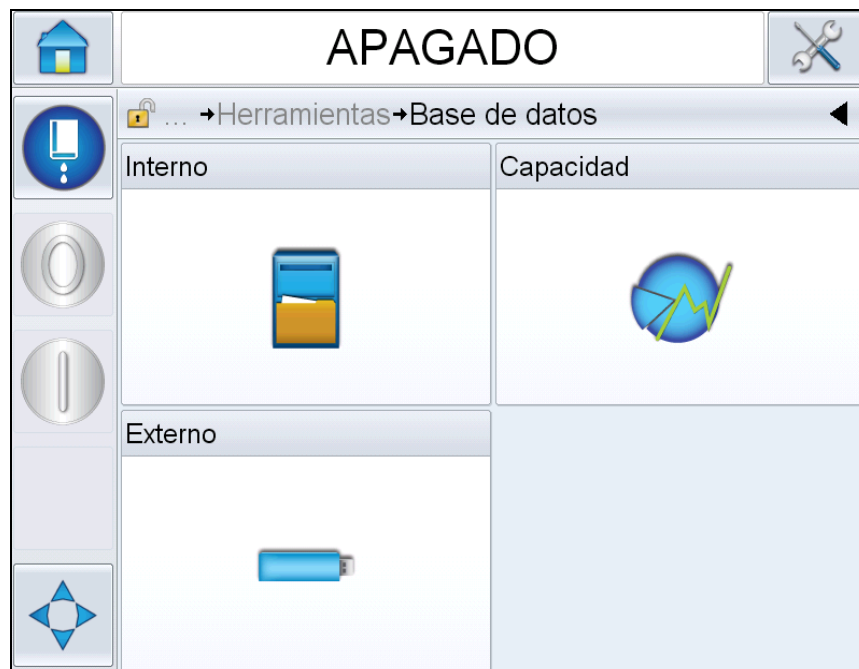 APAGADO
... →Herramientas→Base de datos
Interno
Capacidad
Externo